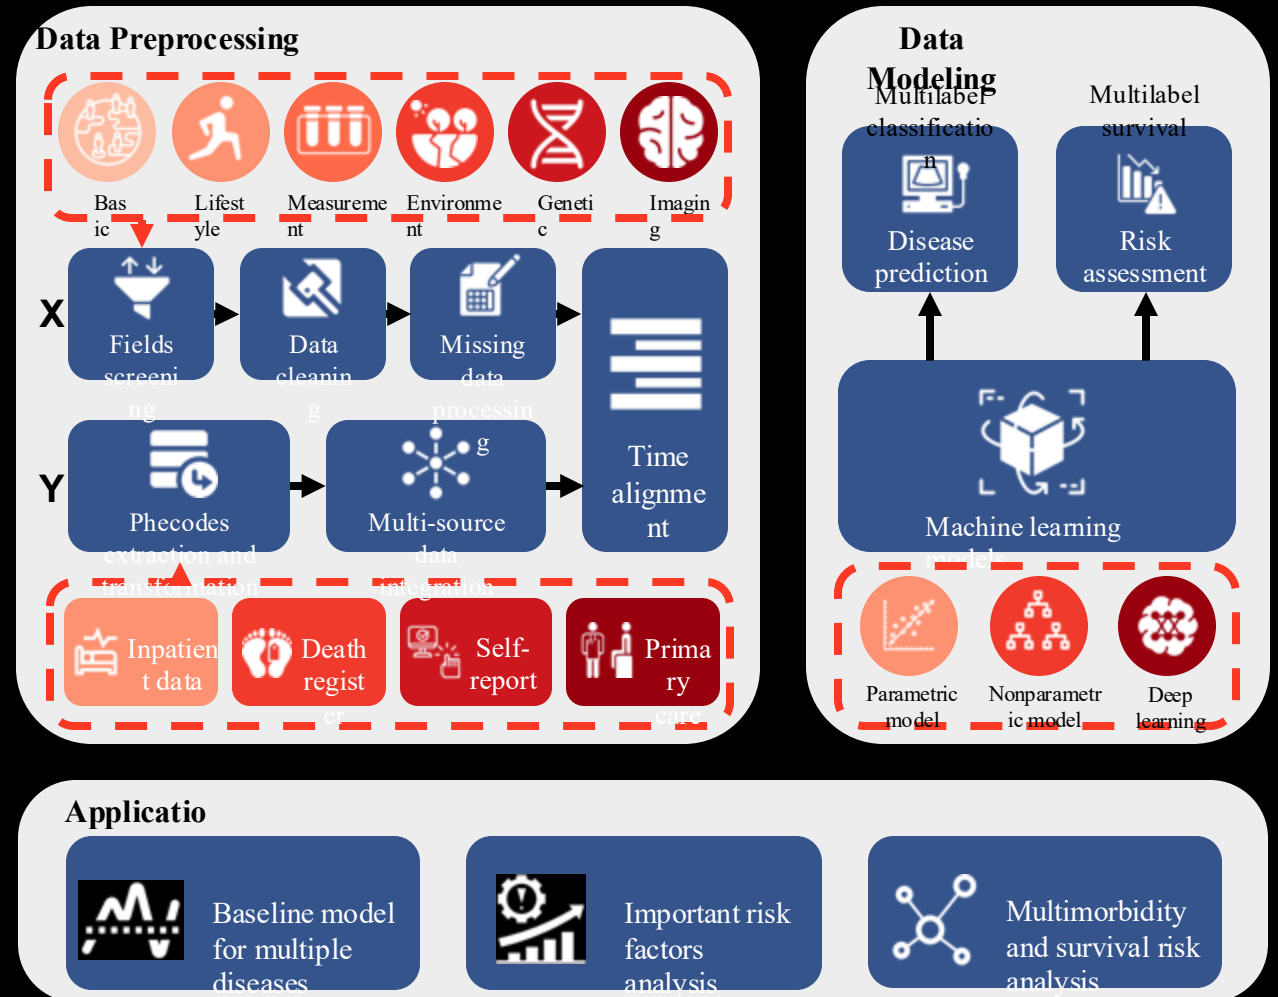 Data Preprocessing
Bas
ic
Lifest
yle
Measureme
nt
Environme
nt
Geneti
c
Imagin
g
X
Fields
screeni
ng
Data
cleanin
g
Missing
data
processin
g
Time
alignme
nt
Y
Phecodes
extraction and
transformation
Multi-source
data
integration
Inpatien
t data
Death
regist
er
Self-
report
Prima
ry
care
Data
Modeling
Multilabel
classificatio
n
Multilabel
survival
Disease
prediction
Risk
assessment
Machine learning
models
Parametric
model
Nonparametr
ic model
Deep
learning
Applicatio
Baseline model
for multiple
diseases
Important risk
factors
analysis
Multimorbidity
and survival risk
analysis